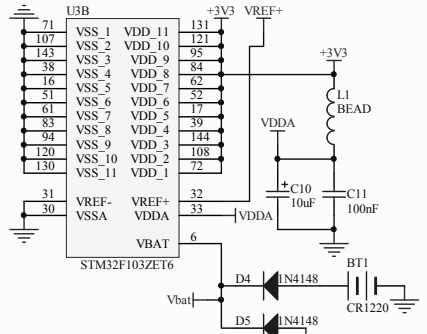 U3B
+3V3
VREF+
71 VSS_1 VDD_11 131
107 VSS_2 VDD_10 121
143 VSS_3 VDD_9 95
38 VSS_4 VDD_8 84
16 VSS_5 VDD_7 62
51 VSS_6 VDD_6 52
61 VSS_7 VDD_5 17
83 VSS_8 VDD_4 39
94 VSS_9 VDD_3 144
120 VSS_10 VDD_2 108
130 VSS_11 VDD_1 72
31 VREF- VREF+ 32
30 VSSA VDDA 33 VDDA
VBAT 6
STM32F103ZET6
+3V3
L1
BEAD
VDDA
C10
10uF
C11
100nF
D4 1N4148
BT1
CR1220
Vbat
D5 1N4148